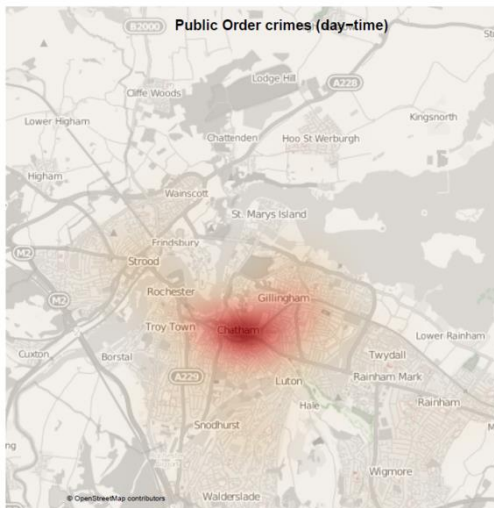 Public Order crimes (day-time)
B2000
Lodge Hill
A228
Cliffe Woods
Kingsnorth
Lower Higham
Chattenden
Hoo St Werburgh
Higham
Wainscott
St. Marys Island
Frindsbury
M2
Strood
Rochester
Gillingham
M2
Troy Town
Chatham
Lower Rainham
Cuxton
Borstal
Twydall
A229
Luton
Rainham Mark
Hale
Rainham
Snodhurst
Wigmore
Walderslade
© OpenStreetMap contributors